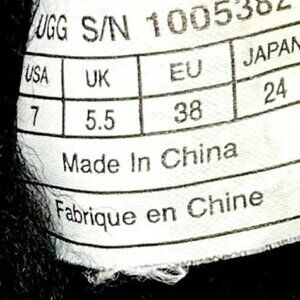 UGG S/N 1005382
USA UK EU JAPAN
7 5.5 38 24
Made In China
Fabrique en Chine